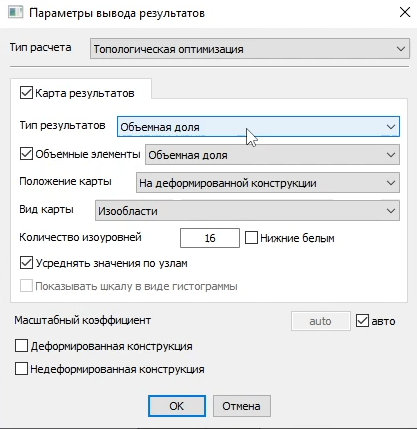 Параметры вывода результатов
Тип расчета Топологическая оптимизация
Карта результатов
Тип результатов Объемная доля
Объемные элементы Объемная доля
Положение карты На деформированной конструкции
Вид карты Изообласти
Количество изоуровней 16 Нижние белым
Усреднять значения по узлам
Показывать шкалу в виде гистограммы
Масштабный коэффициент auto авто
Деформированная конструкция
Недеформированная конструкция
OK Отмена